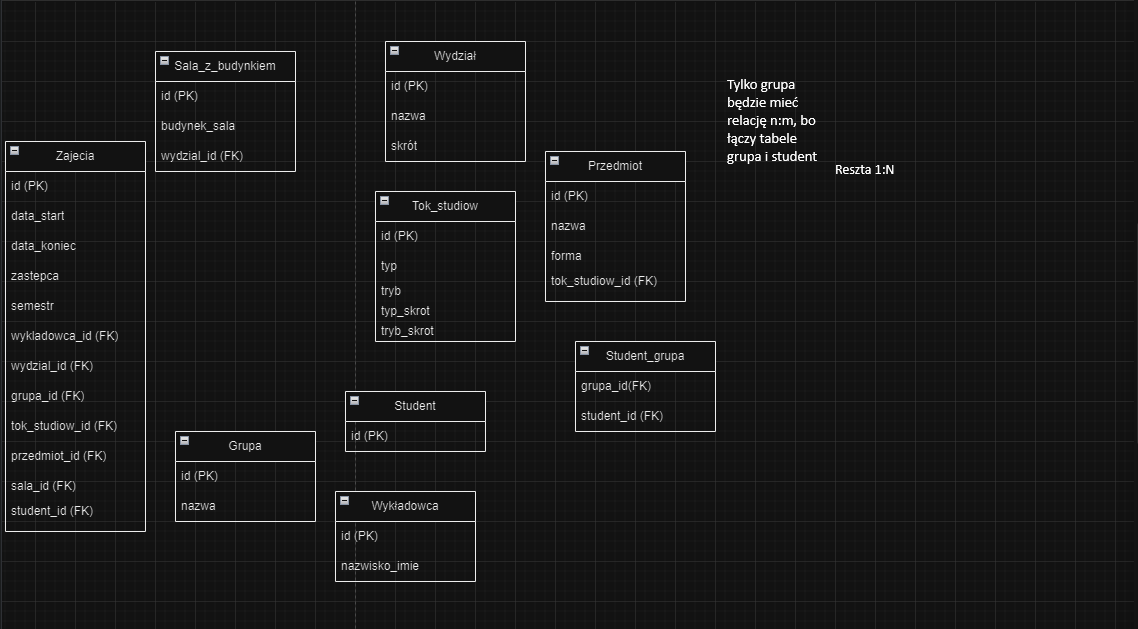 Sala_z_budynkiem
id (PK)
budynek_sala
wydzial_id (FK)
Wydział
id (PK)
nazwa
skrót
Tylko grupa
będzie mieć
relację n:m, bo
łączy tabele
grupa i student
Reszta 1:N
Zajecia
id (PK)
data_start
data_koniec
zastepca
semestr
wykladowca_id (FK)
wydzial_id (FK)
grupa_id (FK)
tok_studiow_id (FK)
przedmiot_id (FK)
sala_id (FK)
student_id (FK)
Przedmiot
id (PK)
nazwa
forma
tok_studiow_id (FK)
Tok_studiow
id (PK)
typ
tryb
typ_skrot
tryb_skrot
Student_grupa
grupa_id(FK)
student_id (FK)
Student
id (PK)
Grupa
id (PK)
nazwa
Wykładowca
id (PK)
nazwisko_imie